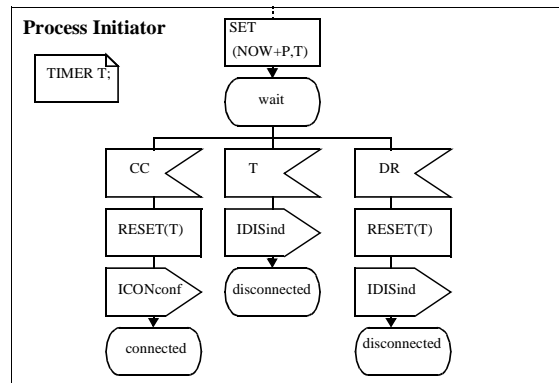 Process Initiator
SET
(NOW+P,T)
TIMER T;
wait
CC
T
DR
RESET(T)
IDISind
RESET(T)
ICONconf
disconnected
IDISind
connected
disconnected